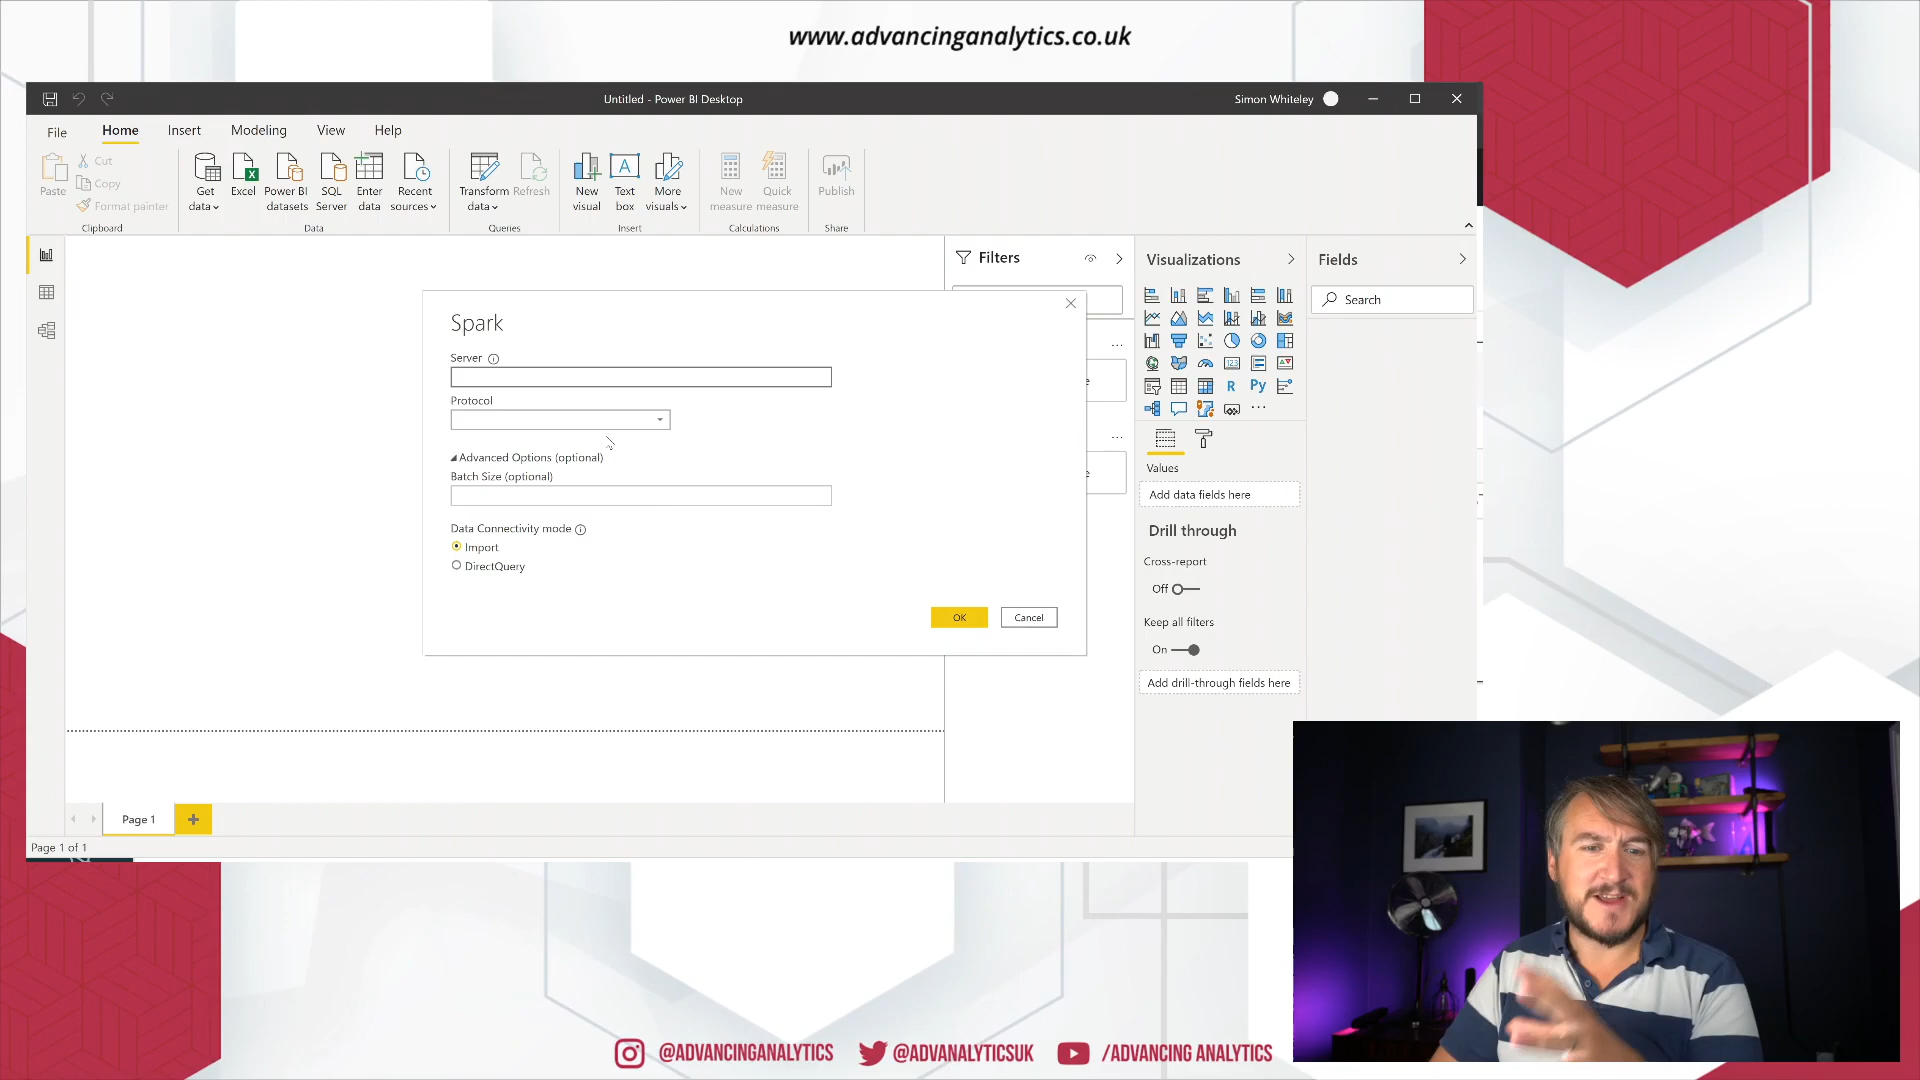 www.advancinganalytics.co.uk
Untitled - Power BI Desktop
Simon Whiteley
File
Home
Insert
Modeling
View
Help
Paste
Cut
Copy
Format painter
Clipboard
Get data
Excel
Power BI datasets
SQL Server
Enter data
Recent sources
Data
Transform data
Refresh
Queries
New visual
Text box
More visuals
Insert
New measure
Quick measure
Calculations
Publish
Share
Filters
Visualizations
Fields
Search
Spark
Server
Protocol
Advanced Options (optional)
Batch Size (optional)
Data Connectivity mode
Import
DirectQuery
OK
Cancel
e
e
R
Py
123
Values
Add data fields here
Drill through
Cross-report
Off
Keep all filters
On
Add drill-through fields here
Page 1
Page 1 of 1
@ADVANCINGANALYTICS
@ADVANALYTICSUK
/ADVANCING ANALYTICS